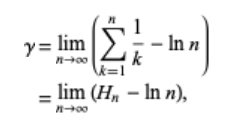 γ = lim_{n→∞} ( ∑_{k=1}^{n} 1/k − ln n )
= lim_{n→∞} (H_n − ln n),